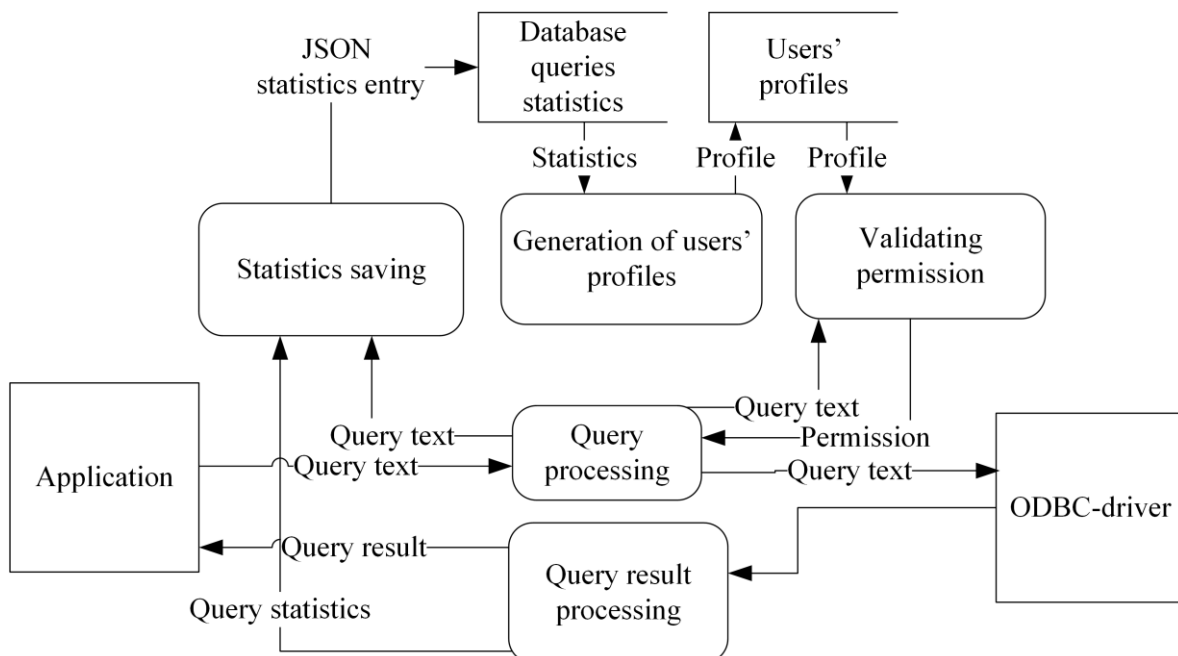 JSON
statistics entry
Database
queries
statistics
Users’
profiles
Statistics
Profile
Profile
Statistics saving
Generation of users’
profiles
Validating
permission
Query text
Query text
Query
processing
Query text
Permission
Query text
Application
ODBC-driver
Query result
Query result
processing
Query statistics